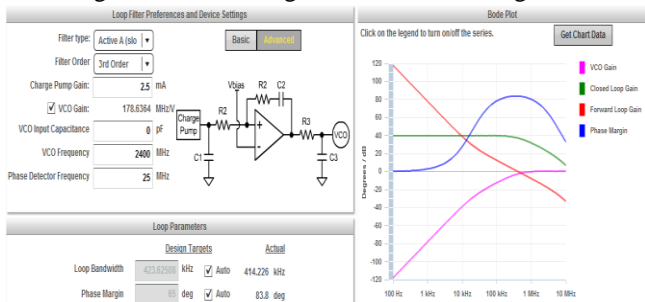 Loop Filter Preferences and Device Settings
Filter type: Active A (slo
Basic Advanced
Filter Order 3rd Order
Charge Pump Gain: 2.5 mA
VCO Gain: 178.6364 MHz/V
VCO Input Capacitance 0 pF
VCO Frequency 2400 MHz
Phase Detector Frequency 25 MHz
Vbias R2 C2
Charge Pump
R2
R3
VCO
C1
C3
Loop Parameters
Design Targets Actual
Loop Bandwidth 423.62508 kHz Auto 414.226 kHz
Phase Margin 65 deg Auto 83.8 deg
Bode Plot
Click on the legend to turn on/off the series.
Get Chart Data
VCO Gain
Closed Loop Gain
Forward Loop Gain
Phase Margin
Degrees / dB
120
100
80
60
40
20
0
-20
-40
-60
-80
-100
-120
100 Hz 1 kHz 10 kHz 100 kHz 1 MHz 10 MHz